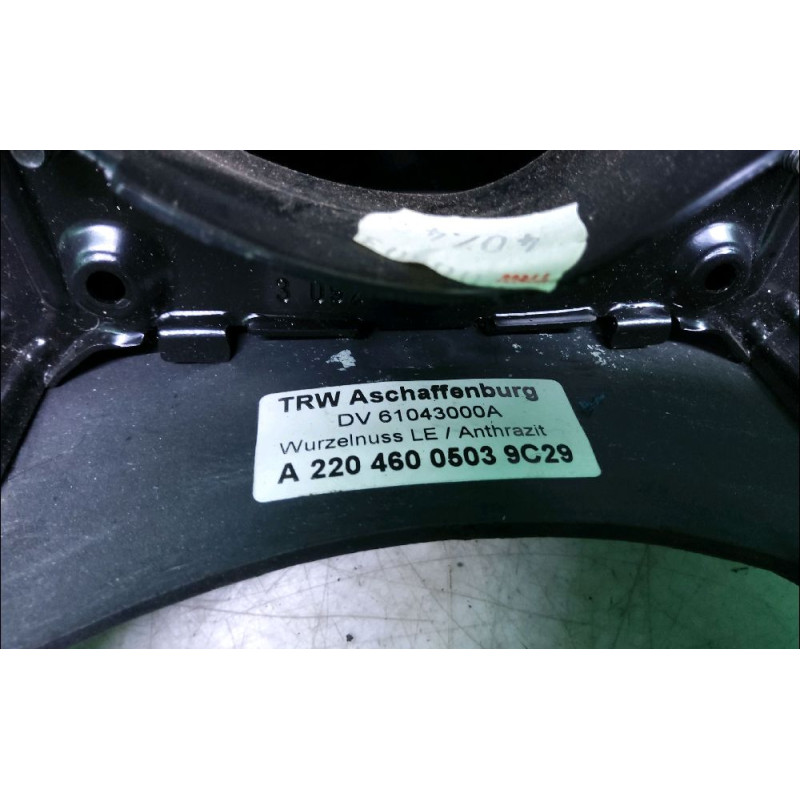 TRW Aschaffenburg
DV 61043000A
Wurzelnuss LE / Anthrazit
A 220 460 0503 9C29